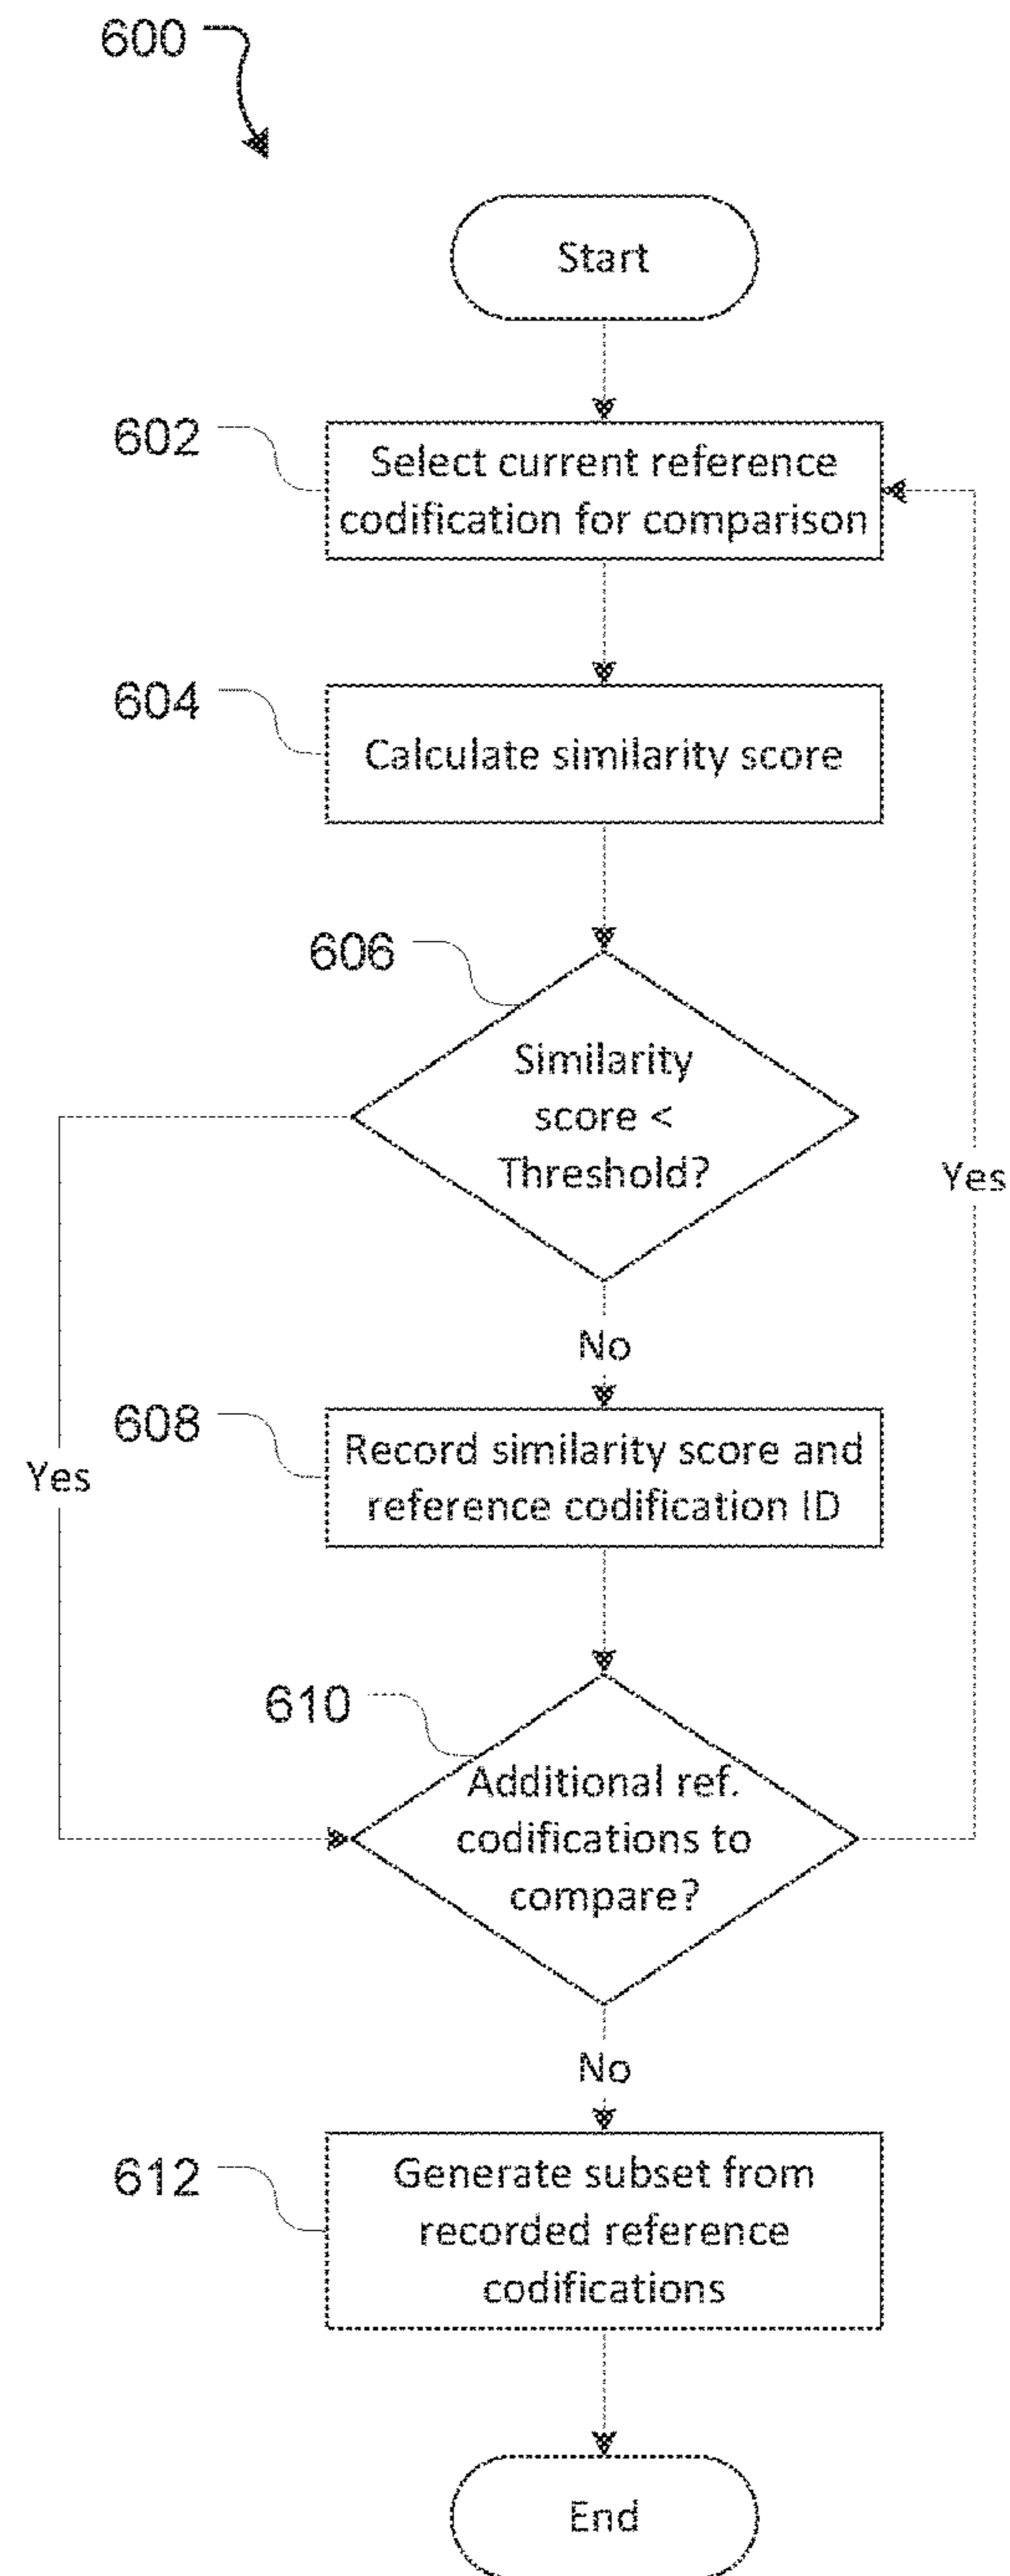 600
Start
602
Select current reference
codification for comparison
604
Calculate similarity score
606
Similarity
score <
Threshold?
Yes
No
608
Record similarity score and
reference codification ID
Yes
610
Additional ref.
codifications to
compare?
No
612
Generate subset from
recorded reference
codifications
End